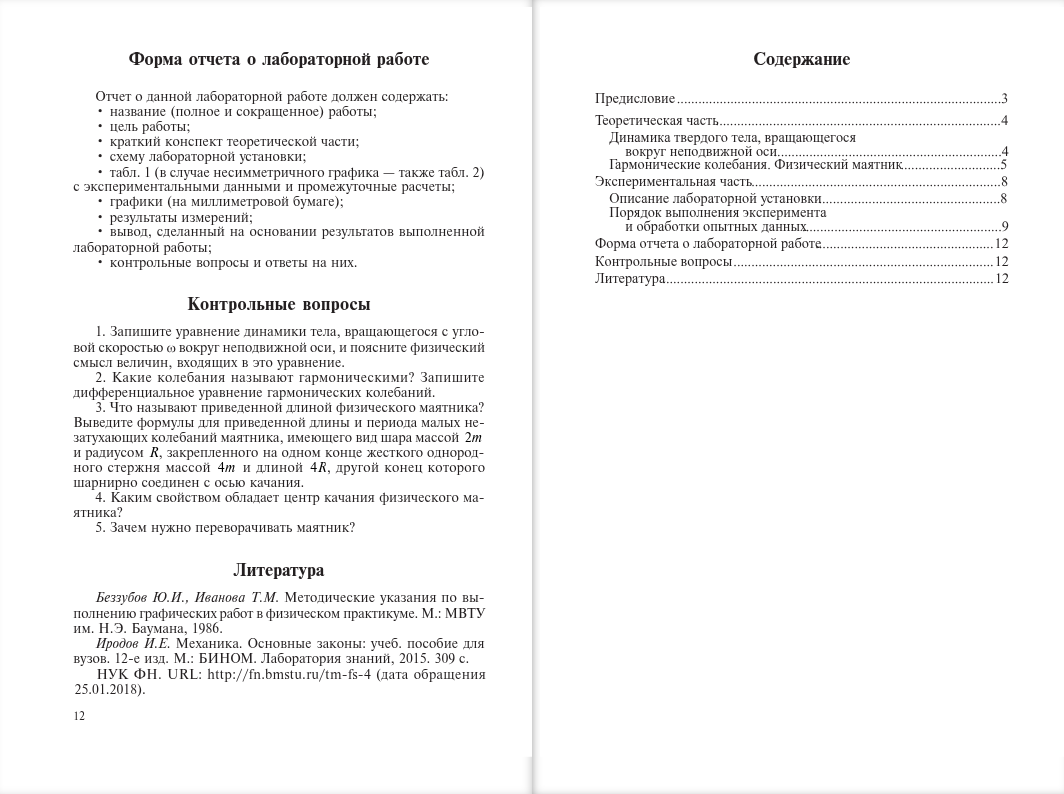 Форма отчета о лабораторной работе
Отчет о данной лабораторной работе должен содержать:
• название (полное и сокращенное) работы;
• цель работы;
• краткий конспект теоретической части;
• схему лабораторной установки;
• табл. 1 (в случае несимметричного графика — также табл. 2)
с экспериментальными данными и промежуточные расчеты;
• графики (на миллиметровой бумаге);
• результаты измерений;
• вывод, сделанный на основании результатов выполненной
лабораторной работы;
• контрольные вопросы и ответы на них.
Контрольные вопросы
1. Запишите уравнение динамики тела, вращающегося с угло-
вой скоростью ω вокруг неподвижной оси, и поясните физический
смысл величин, входящих в это уравнение.
2. Какие колебания называют гармоническими? Запишите
дифференциальное уравнение гармонических колебаний.
3. Что называют приведенной длиной физического маятника?
Выведите формулы для приведенной длины и периода малых не-
затухающих колебаний маятника, имеющего вид шара массой 2m
и радиусом R, закрепленного на одном конце жесткого однород-
ного стержня массой 4m и длиной 4R, другой конец которого
шарнирно соединен с осью качания.
4. Каким свойством обладает центр качания физического ма-
ятника?
5. Зачем нужно переворачивать маятник?
Литература
Беззубов Ю.И., Иванова Т.М. Методические указания по вы-
полнению графических работ в физическом практикуме. М.: МВТУ
им. Н.Э. Баумана, 1986.
Иродов И.Е. Механика. Основные законы: учеб. пособие для
вузов. 12-е изд. М.: БИНОМ. Лаборатория знаний, 2015. 309 с.
НУК ФН. URL: http://fn.bmstu.ru/tm-fs-4 (дата обращения
25.01.2018).
12
Содержание
Предисловие ... 3
Теоретическая часть ... 4
Динамика твердого тела, вращающегося
вокруг неподвижной оси ... 4
Гармонические колебания. Физический маятник ... 5
Экспериментальная часть ... 8
Описание лабораторной установки ... 8
Порядок выполнения эксперимента
и обработки опытных данных ... 9
Форма отчета о лабораторной работе ... 12
Контрольные вопросы ... 12
Литература ... 12